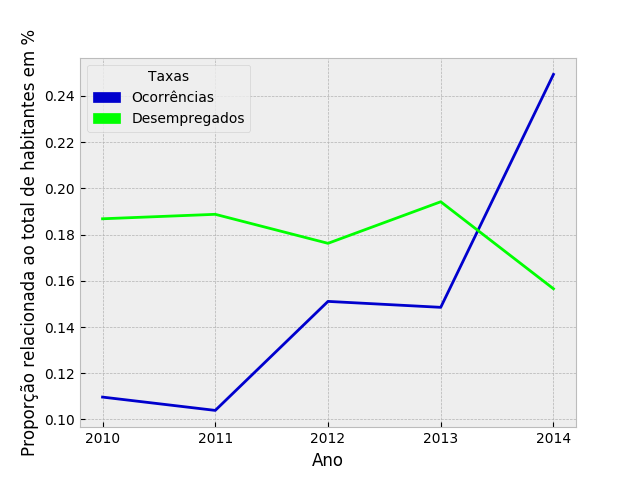 Proporção relacionada ao total de habitantes em %
Taxas
Ocorrências
Desempregados
0.24
0.22
0.20
0.18
0.16
0.14
0.12
0.10
2010 2011 2012 2013 2014
Ano